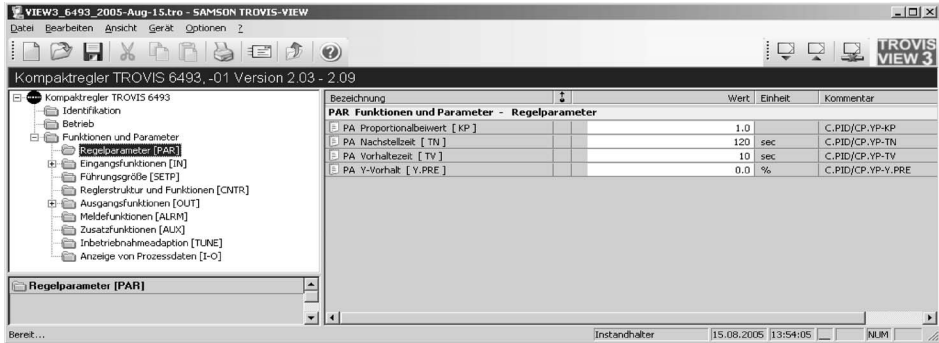 VIEW3_6493_2005-Aug-15.tro - SAMSON TROVIS-VIEW
Datei Bearbeiten Ansicht Gerät Optionen ?
TROVIS
VIEW 3
Kompaktregler TROVIS 6493, -01 Version 2.03 - 2.09
Kompaktregler TROVIS 6493
Identifikation
Betrieb
Funktionen und Parameter
Regelparameter [PAR]
Eingangsfunktionen [IN]
Führungsgröße [SETP]
Reglerstruktur und Funktionen [CNTR]
Ausgangsfunktionen [OUT]
Meldefunktionen [ALRM]
Zusatzfunktionen [AUX]
Inbetriebnahmeadaption [TUNE]
Anzeige von Prozessdaten [I-O]
Regelparameter [PAR]
Bezeichnung Wert Einheit Kommentar
PAR Funktionen und Parameter - Regelparameter
PA Proportionalbeiwert [ KP ] 1.0 C.PID/CP.YP-KP
PA Nachstellzeit [ TN ] 120 sec C.PID/CP.YP-TN
PA Vorhaltezeit [ TV ] 10 sec C.PID/CP.YP-TV
PA Y-Vorhalt [ Y.PRE ] 0.0 % C.PID/CP.YP-Y.PRE
Bereit... Instandhalter 15.08.2005 13:54:05 NUM